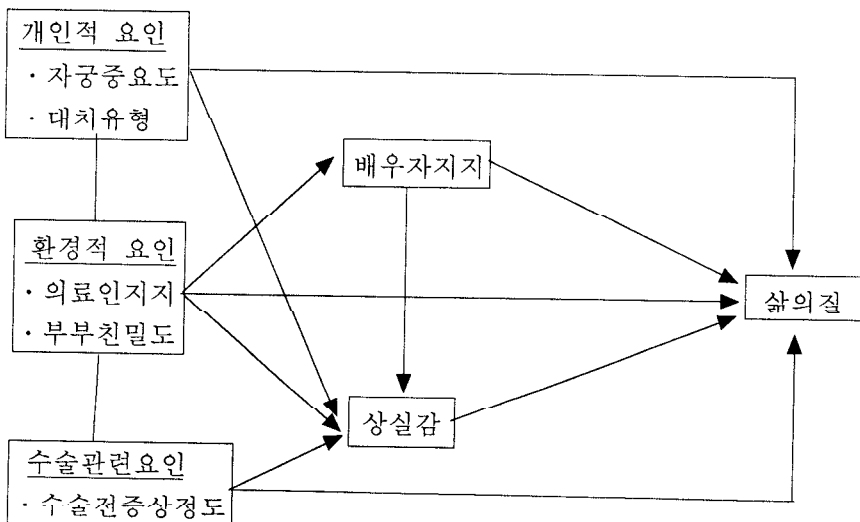 개인적 요인
· 자궁중요도
· 대치유형
배우자지지
환경적 요인
· 의료인지지
· 부부친밀도
삶의질
상실감
수술관련요인
· 수술전증상정도